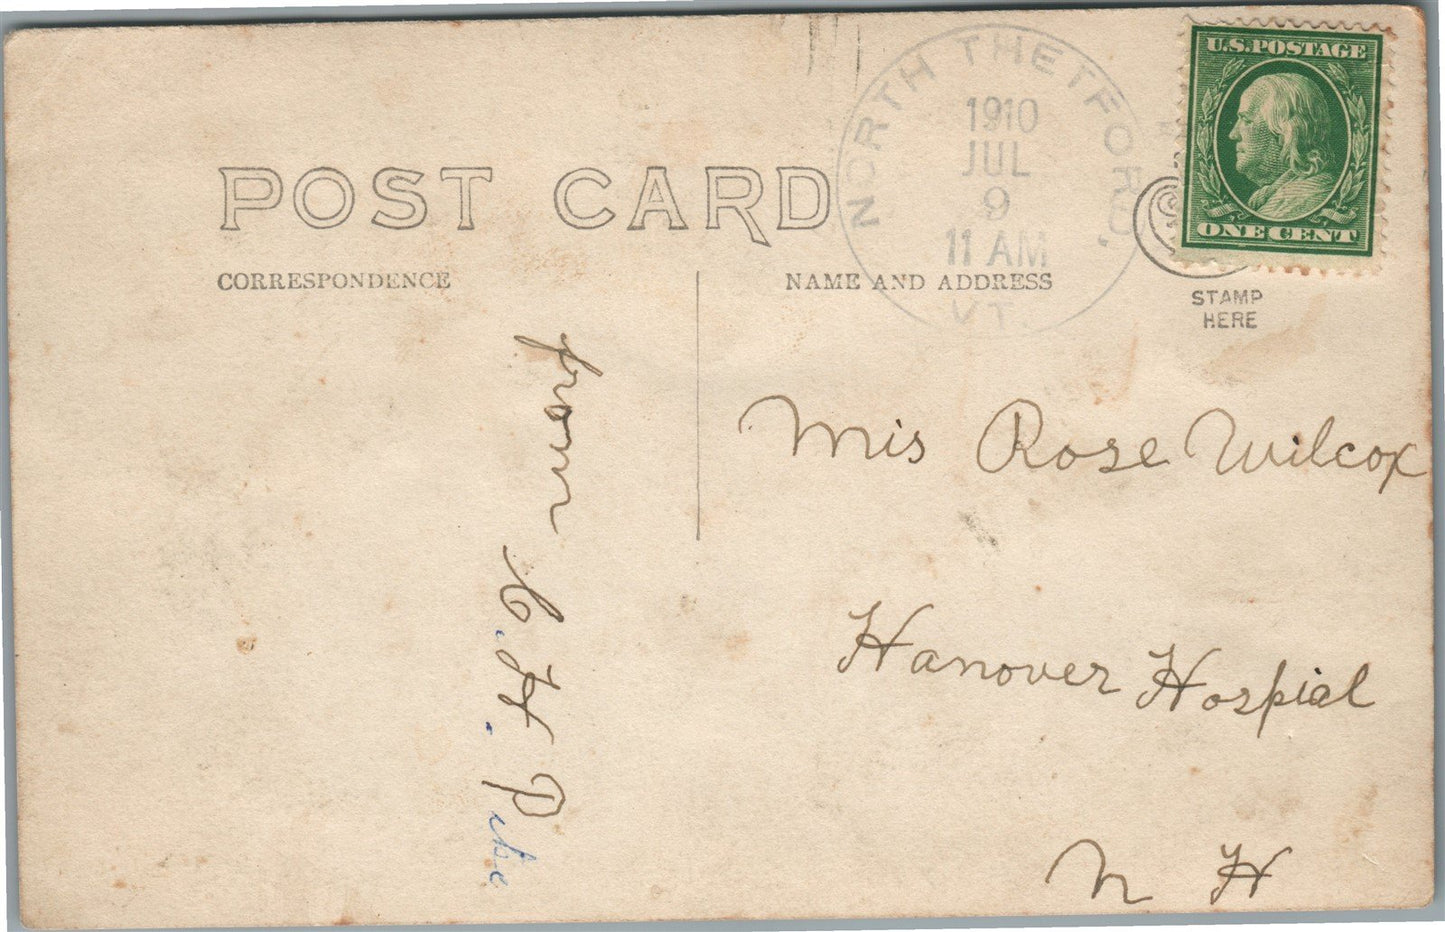 POST CARD
CORRESPONDENCE
NAME AND ADDRESS
NORTH THETFORD,
1910
JUL
9
11 AM
VT.
U.S. POSTAGE
ONE CENT
STAMP
HERE
from C. H. P
Mis Rose Wilcox
Hanover Hospial
N H